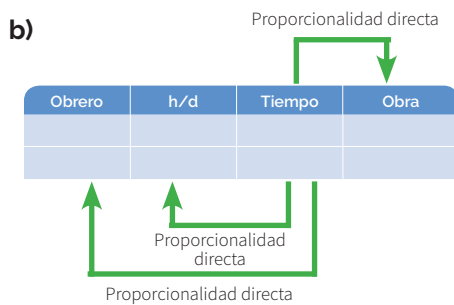 Proporcionalidad directa
b)
Obrero h/d Tiempo Obra
Proporcionalidad
directa
Proporcionalidad directa